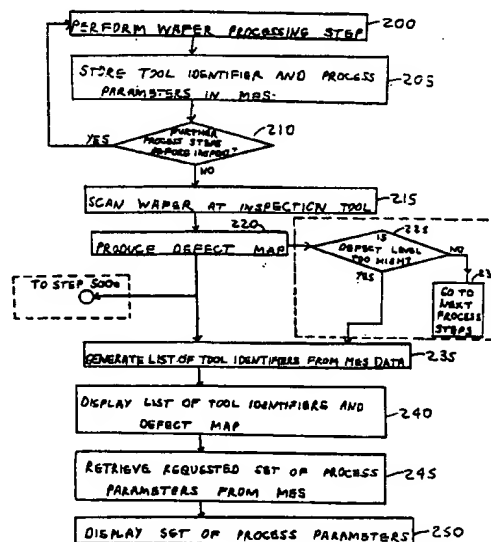 PERFORM WAFER PROCESSING STEP
200
STORE TOOL IDENTIFIER AND PROCESS
PARAMETERS IN MES.
205
FURTHER
PROCESS STEPS
BEFORE INSPECT?
210
YES
NO
SCAN WAFER AT INSPECTION TOOL
215
220
PRODUCE DEFECT MAP
IS
DEFECT LEVEL
TOO HIGH?
225
NO
YES
GO TO
NEXT
PROCESS
STEPS
TO STEP 500a
GENERATE LIST OF TOOL IDENTIFIERS FROM MES DATA
235
DISPLAY LIST OF TOOL IDENTIFIERS AND
DEFECT MAP
240
RETRIEVE REQUESTED SET OF PROCESS
PARAMETERS FROM MES
245
DISPLAY SET OF PROCESS PARAMETERS
250